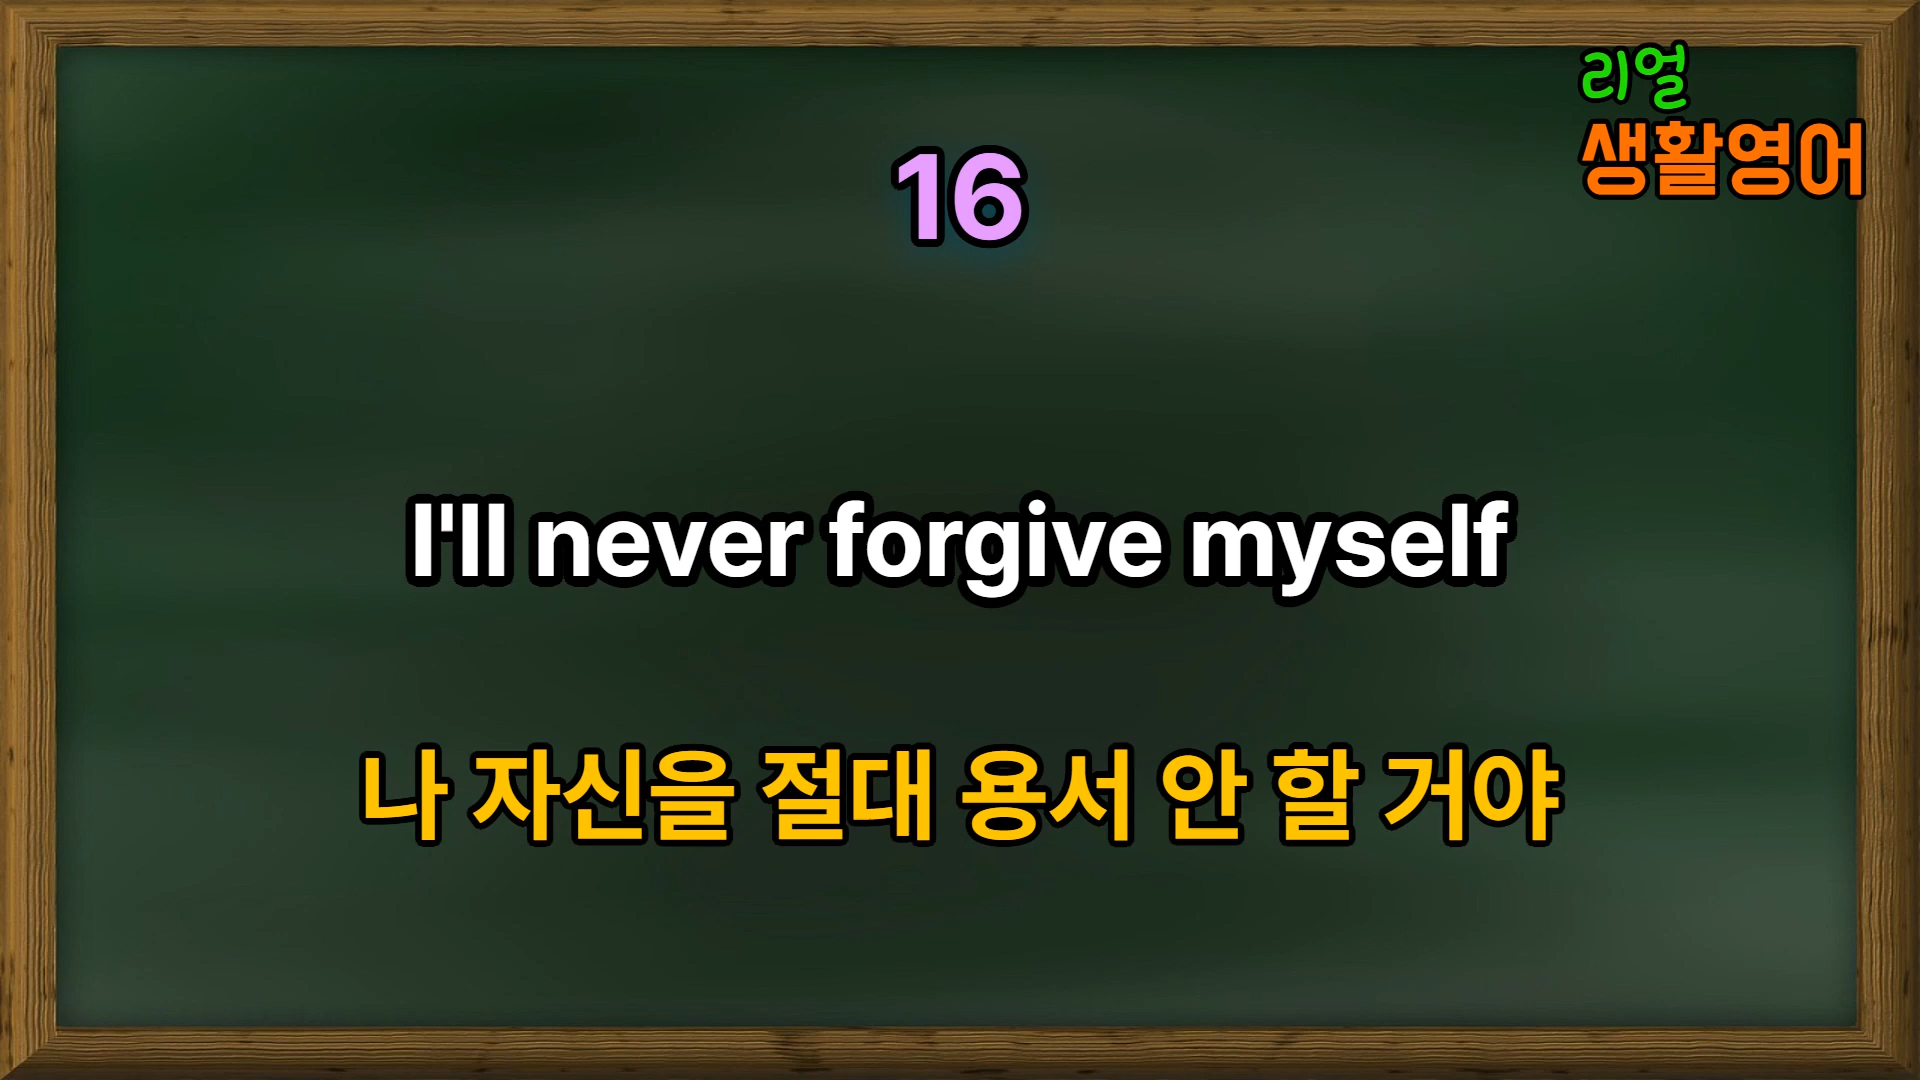 리얼
생활영어
16
I'll never forgive myself
나 자신을 절대 용서 안 할 거야